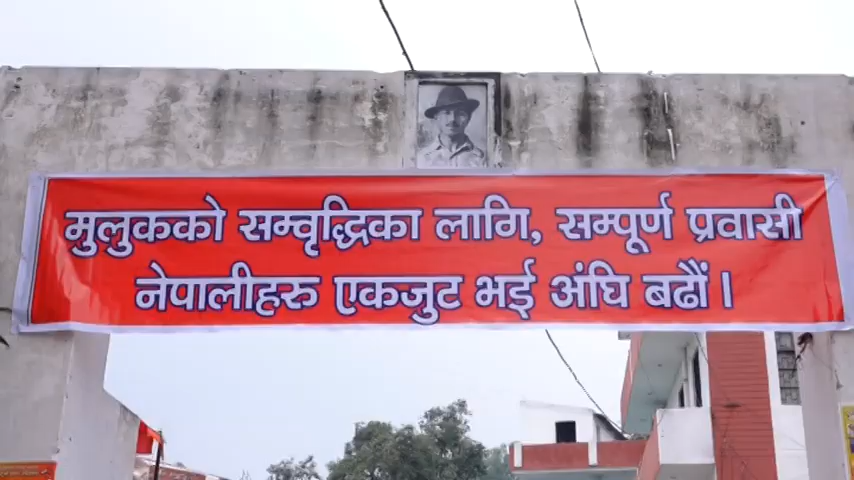 मुलुकको सम्वृद्धिका लागि, सम्पूर्ण प्रवासी
नेपालीहरु एकजुट भई अंघि बढौं।